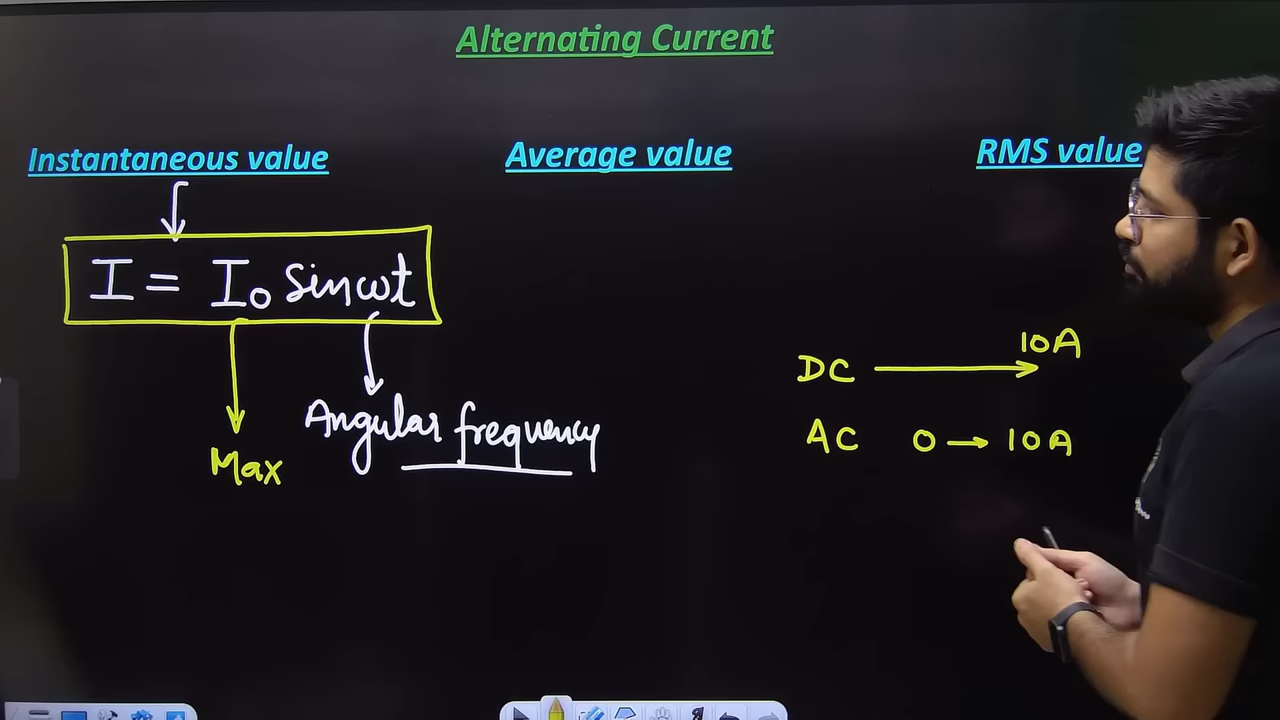 Alternating Current
Instantaneous value
Average value
RMS value
I = I₀ sinωt
Max
Angular frequency
DC ⟶ 10A
AC 0 → 10A